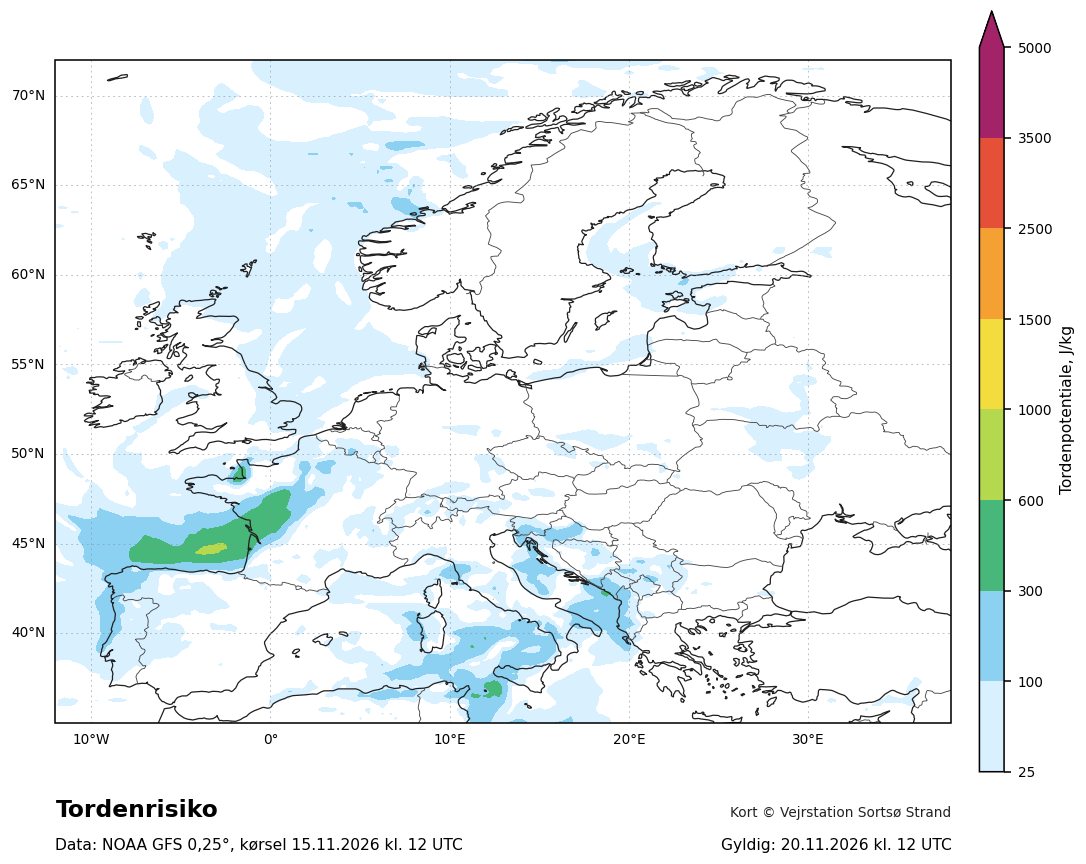 70°N
65°N
60°N
55°N
50°N
45°N
40°N
10°W
0°
10°E
20°E
30°E
5000
3500
2500
1500
1000
600
300
100
25
Tordenpotentiale, J/kg
Tordenrisiko
Kort © Vejrstation Sortsø Strand
Data: NOAA GFS 0,25°, kørsel 15.11.2026 kl. 12 UTC
Gyldig: 20.11.2026 kl. 12 UTC